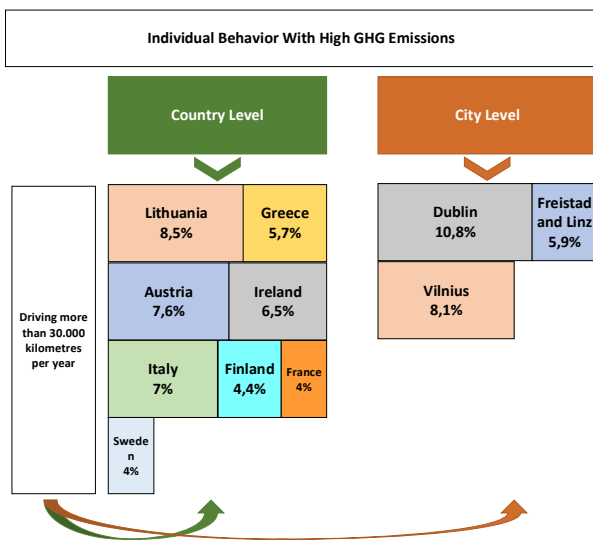 Individual Behavior With High GHG Emissions
Country Level
City Level
Driving more
than 30.000
kilometres
per year
Lithuania
8,5%
Greece
5,7%
Austria
7,6%
Ireland
6,5%
Italy
7%
Finland
4,4%
France
4%
Swede
n
4%
Dublin
10,8%
Freistad
and Linz
5,9%
Vilnius
8,1%